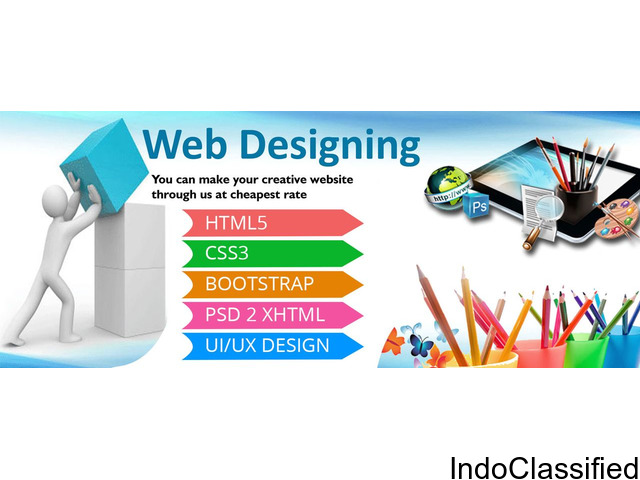 Web Designing
You can make your creative website
through us at cheapest rate
HTML5
CSS3
BOOTSTRAP
PSD 2 XHTML
UI/UX DESIGN
http://ww
Ps
IndoClassified